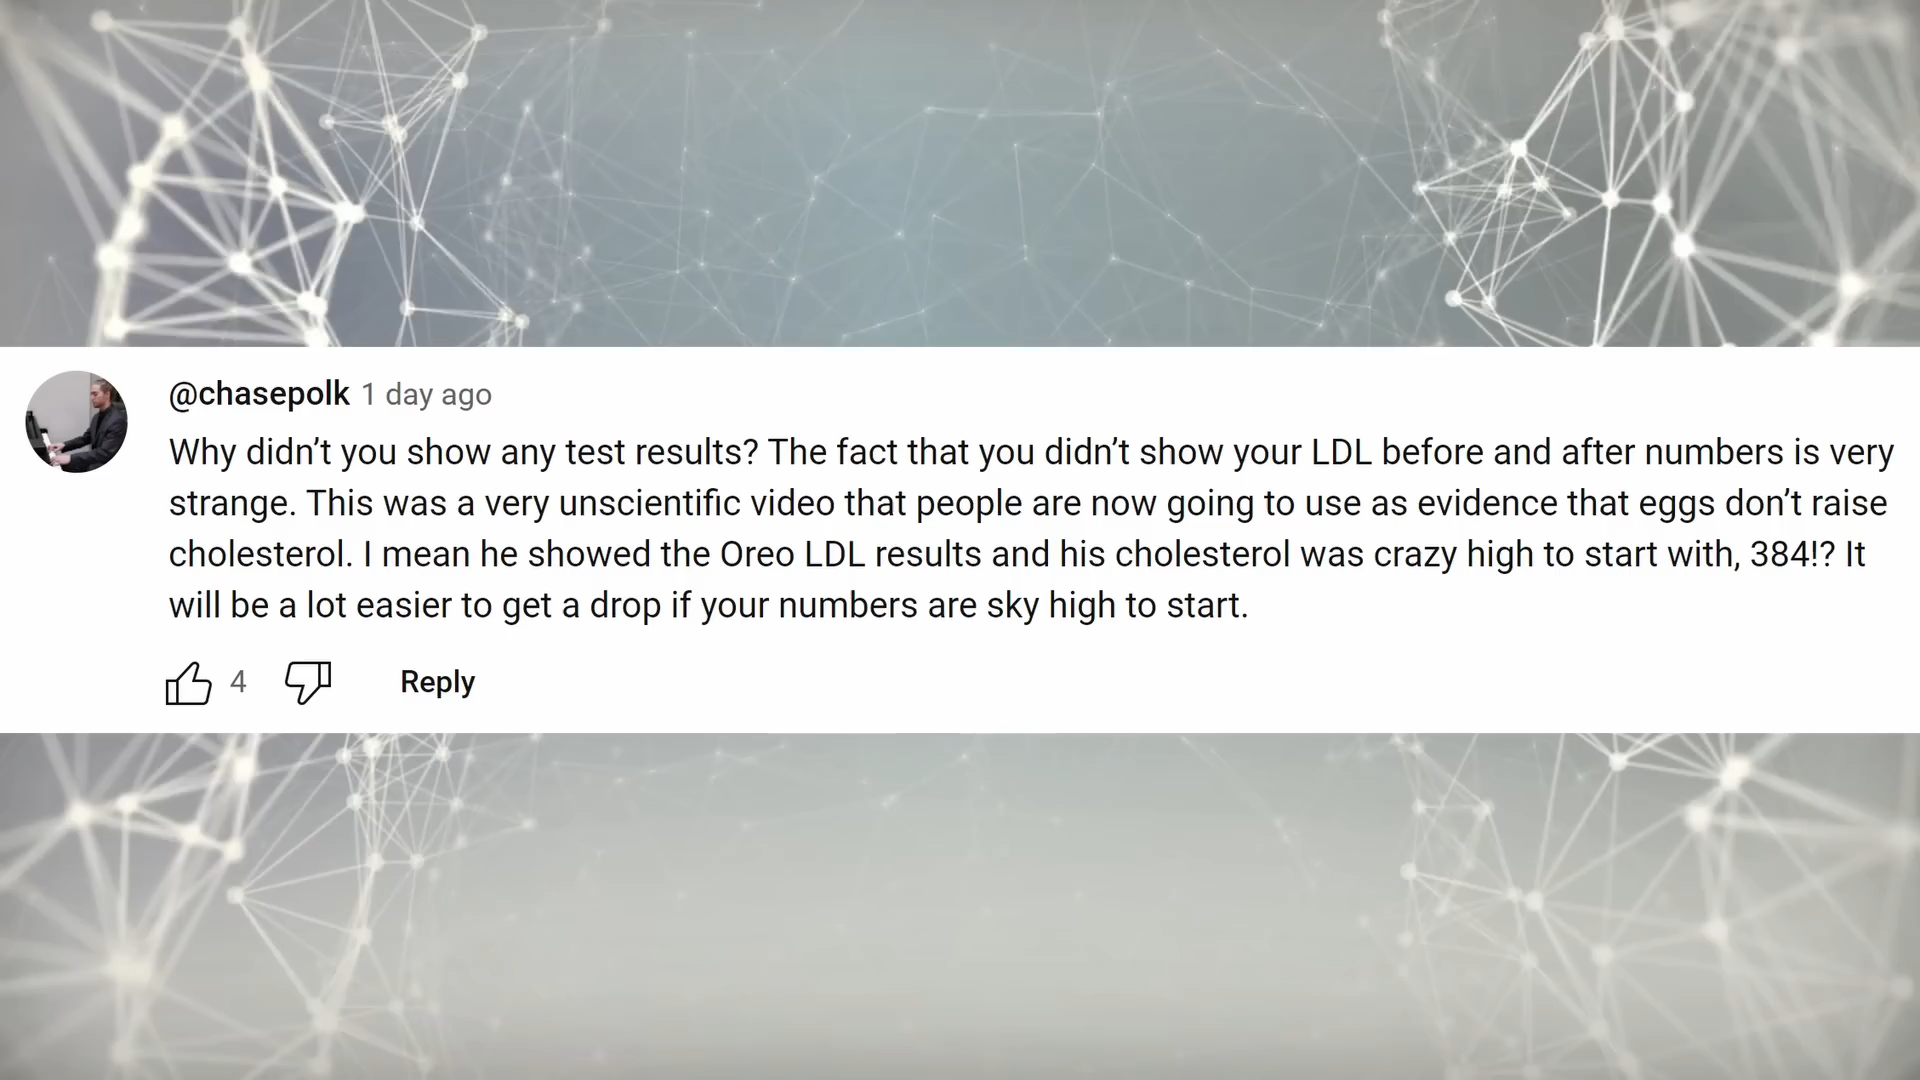 @chasepolk 1 day ago
Why didn’t you show any test results? The fact that you didn’t show your LDL before and after numbers is very
strange. This was a very unscientific video that people are now going to use as evidence that eggs don’t raise
cholesterol. I mean he showed the Oreo LDL results and his cholesterol was crazy high to start with, 384!? It
will be a lot easier to get a drop if your numbers are sky high to start.
4 Reply